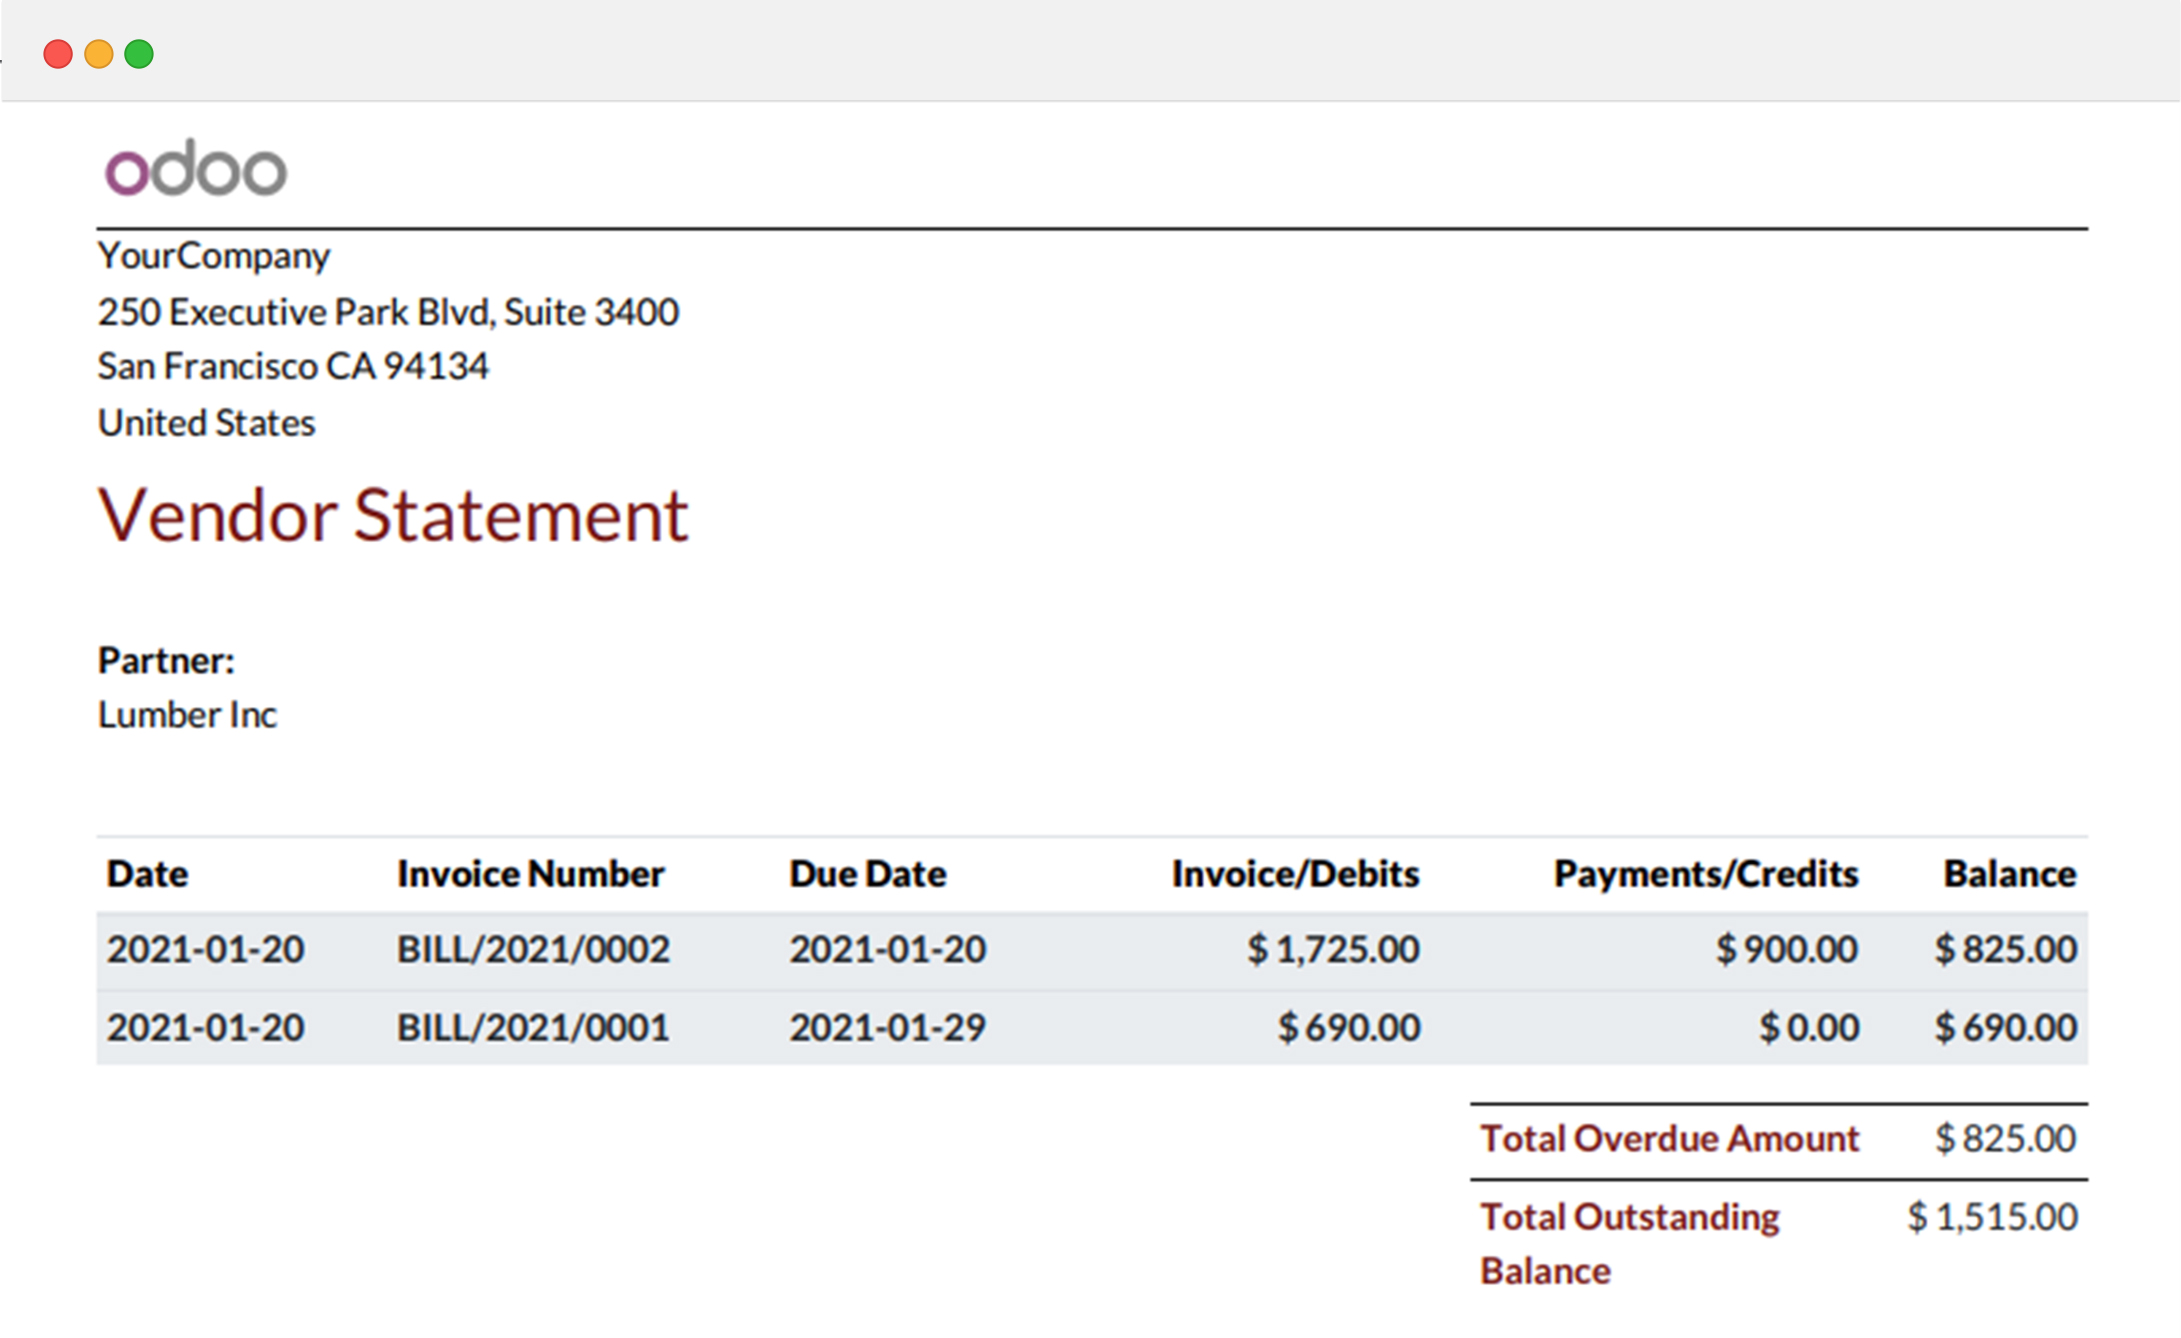 odoo
YourCompany
250 Executive Park Blvd, Suite 3400
San Francisco CA 94134
United States
Vendor Statement
Partner:
Lumber Inc
Date Invoice Number Due Date Invoice/Debits Payments/Credits Balance
2021-01-20 BILL/2021/0002 2021-01-20 $ 1,725.00 $ 900.00 $ 825.00
2021-01-20 BILL/2021/0001 2021-01-29 $ 690.00 $ 0.00 $ 690.00
Total Overdue Amount $ 825.00
Total Outstanding $ 1,515.00
Balance